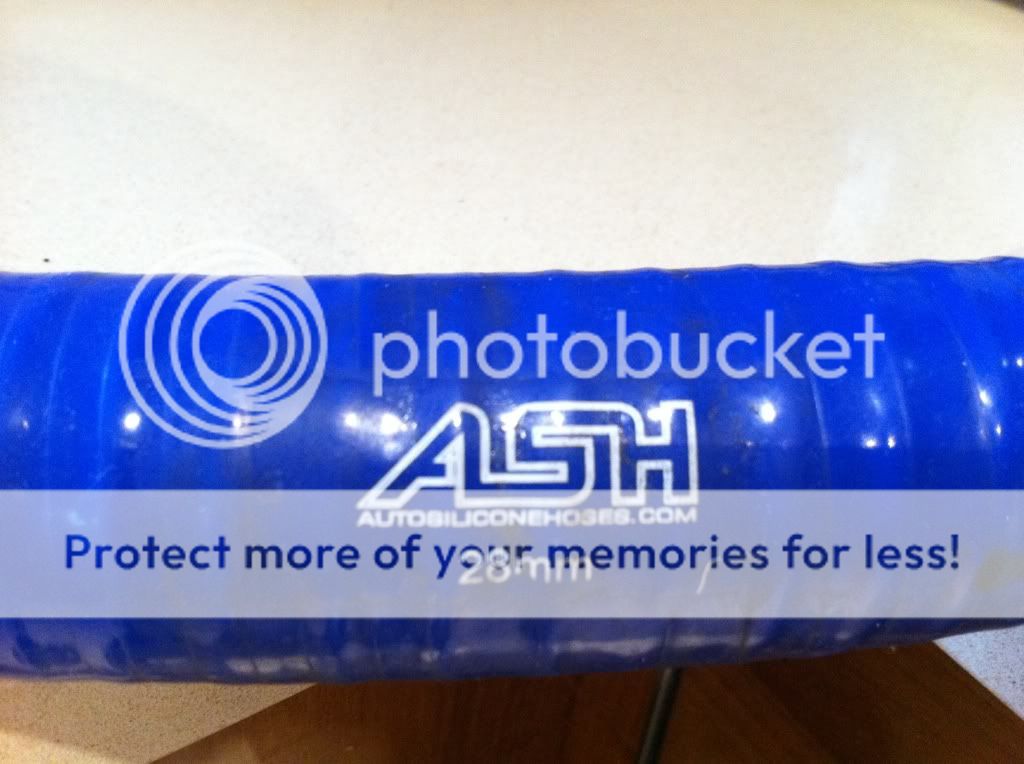 photobucket
ASH
AUTOSILICONEHOSES.COM
Protect more of your memories for less!
28mm